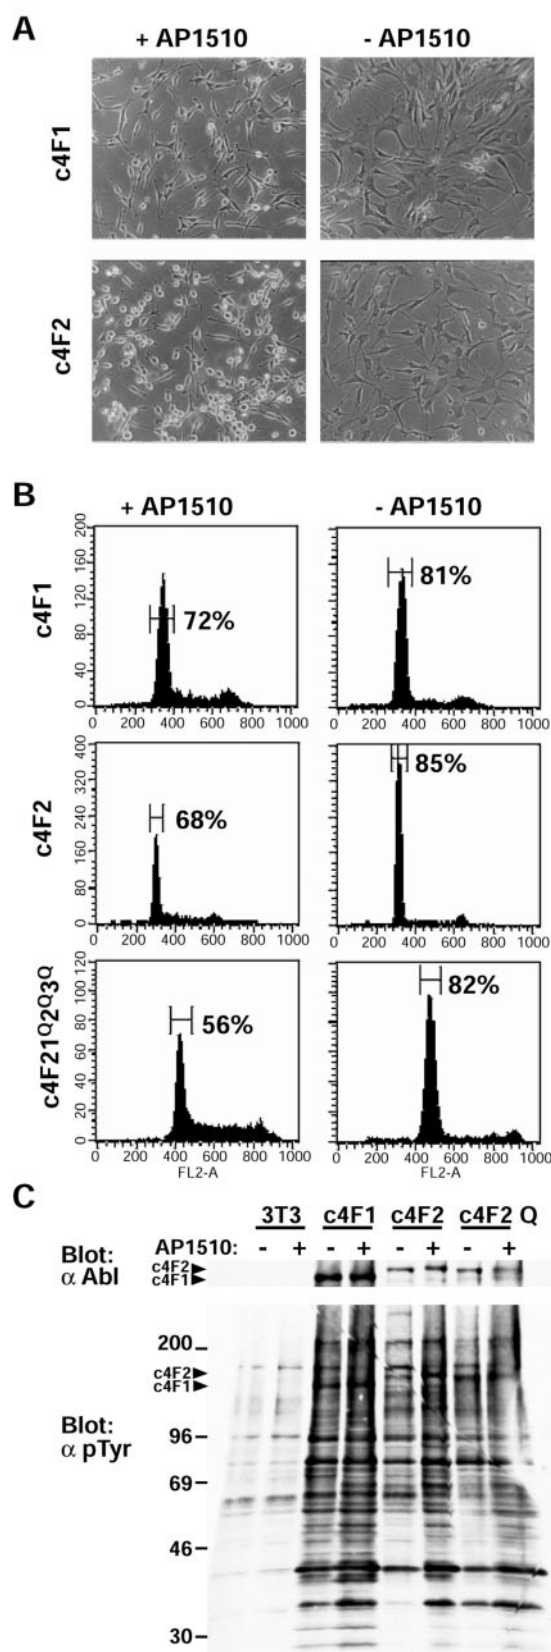 A
+ AP1510 - AP1510
c4F1
c4F2
B
+ AP1510 - AP1510
c4F1
200
160
120
80
40
0
72%
81%
0 200 400 600 800 1000
0 200 400 600 800 1000
c4F2
400
320
240
160
80
0
68%
85%
0 200 400 600 800 1000
0 200 400 600 800 1000
c4F21Q2Q3Q
120
100
80
60
40
20
0
56%
82%
0 200 400 600 800 1000
0 200 400 600 800 1000
FL2-A
FL2-A
C
3T3 c4F1 c4F2 c4F2 Q
AP1510: - + - + - + - +
Blot:
α Abl
c4F2
c4F1
200
c4F2
c4F1
Blot:
α pTyr
96
69
46
30